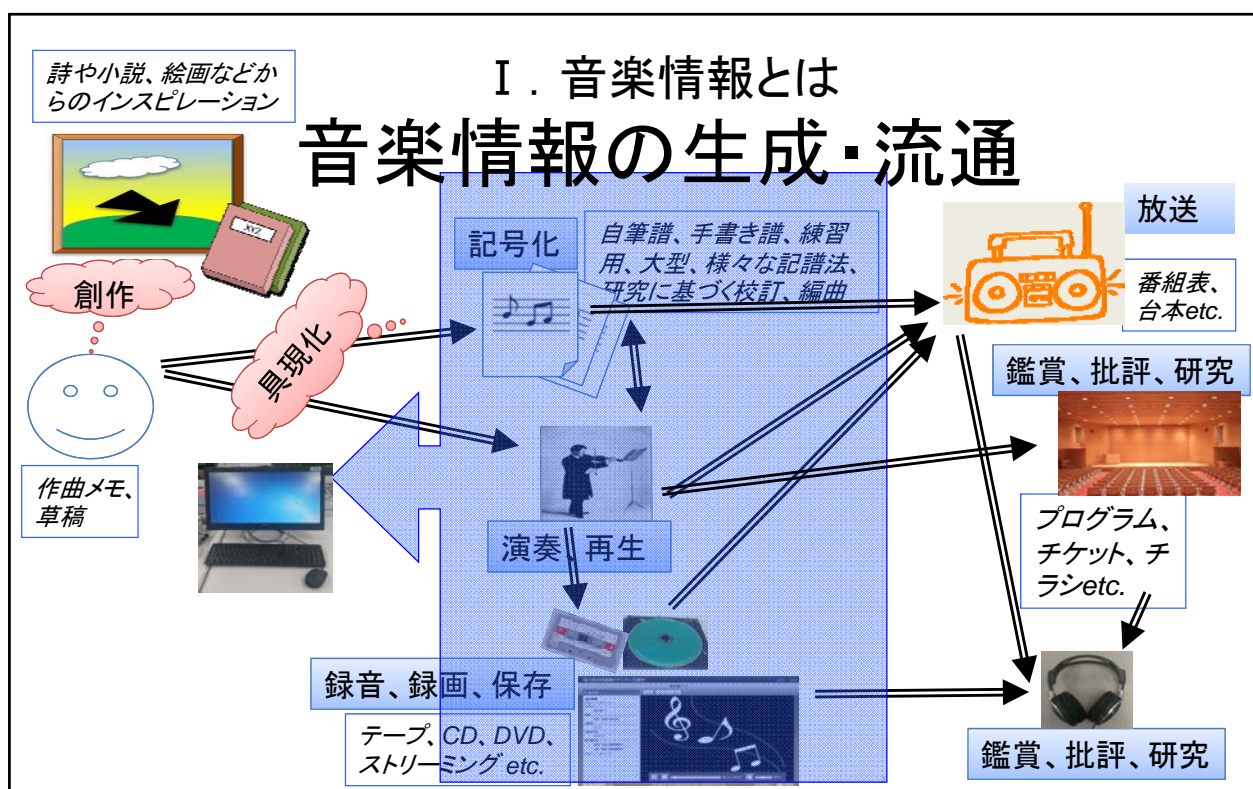 Ⅰ．音楽情報とは
音楽情報の生成・流通
詩や小説、絵画などか
らのインスピレーション
XYZ
創作
具現化
作曲メモ、
草稿
記号化
自筆譜、手書き譜、練習
用、大型、様々な記譜法、
研究に基づく校訂、編曲
演奏、再生
録音、録画、保存
テープ、CD、DVD、
ストリーミング etc.
放送
番組表、
台本etc.
鑑賞、批評、研究
プログラム、
チケット、チ
ラシetc.
鑑賞、批評、研究